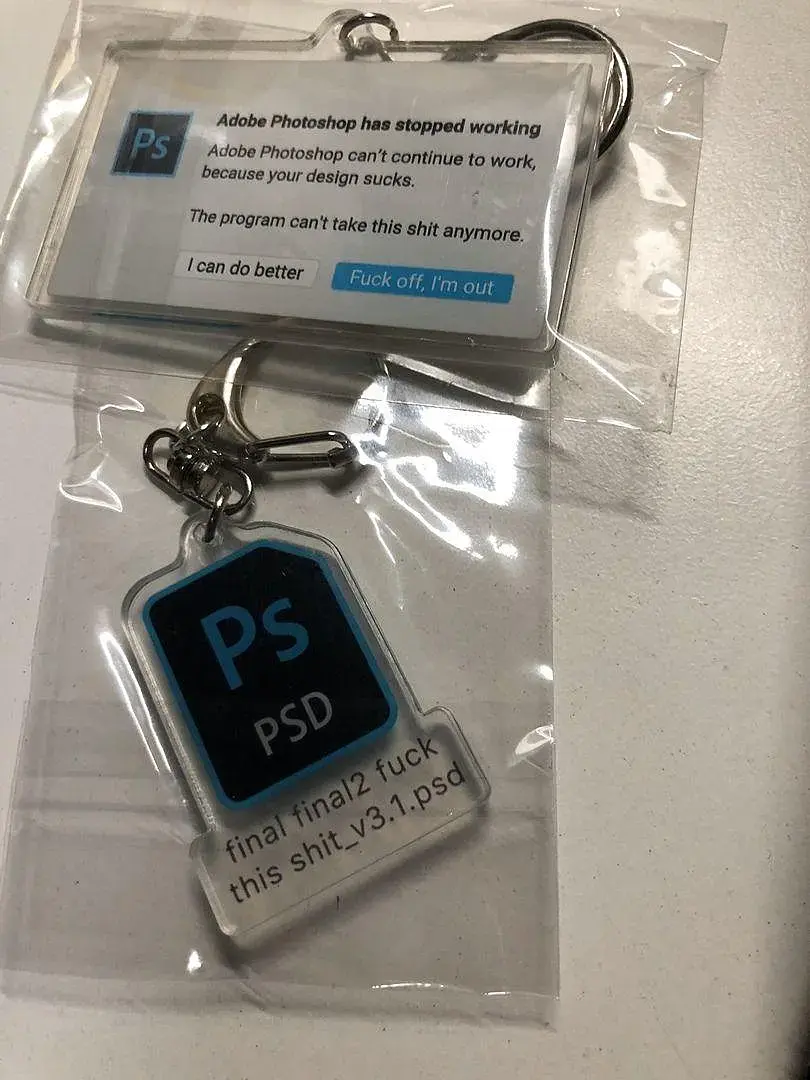 Ps
Adobe Photoshop has stopped working
Adobe Photoshop can't continue to work,
because your design sucks.
The program can't take this shit anymore.
I can do better
Fuck off, I'm out
Ps
PSD
final final2 fuck
this shit_v3.1.psd